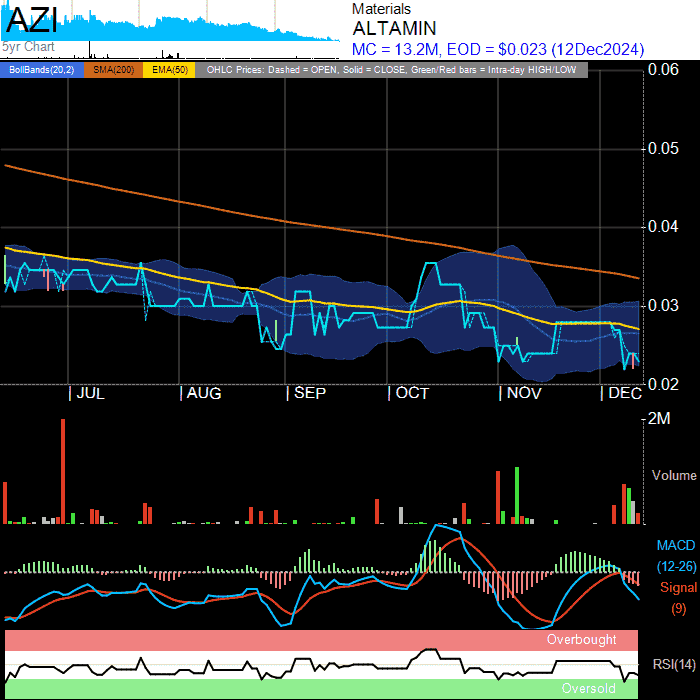 AZI
5yr Chart
Materials
ALTAMIN
MC = 13.2M, EOD = $0.023 (12Dec2024)
BollBands(20,2) SMA(200) EMA(50) OHLC Prices: Dashed = OPEN, Solid = CLOSE, Green/Red bars = Intra-day HIGH/LOW
0.06
0.05
0.04
0.03
0.02
JUL AUG SEP OCT NOV DEC
2M
Volume
MACD
(12-26)
Signal
(9)
Overbought
RSI(14)
Oversold